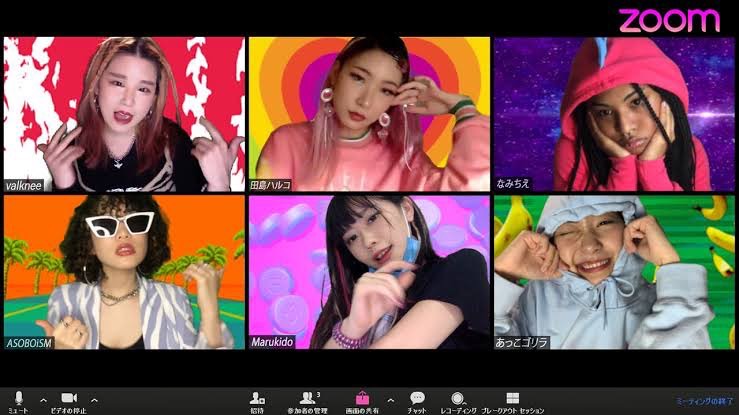 zoom
valknee
田島ハルコ
なみちえ
ASOBOiSM
Marukido
あっこゴリラ
ミュート
ビデオの停止
招待
参加者の管理
3
画面の共有
チャット
レコーディング
ブレークアウト セッション
ミーティングの終了